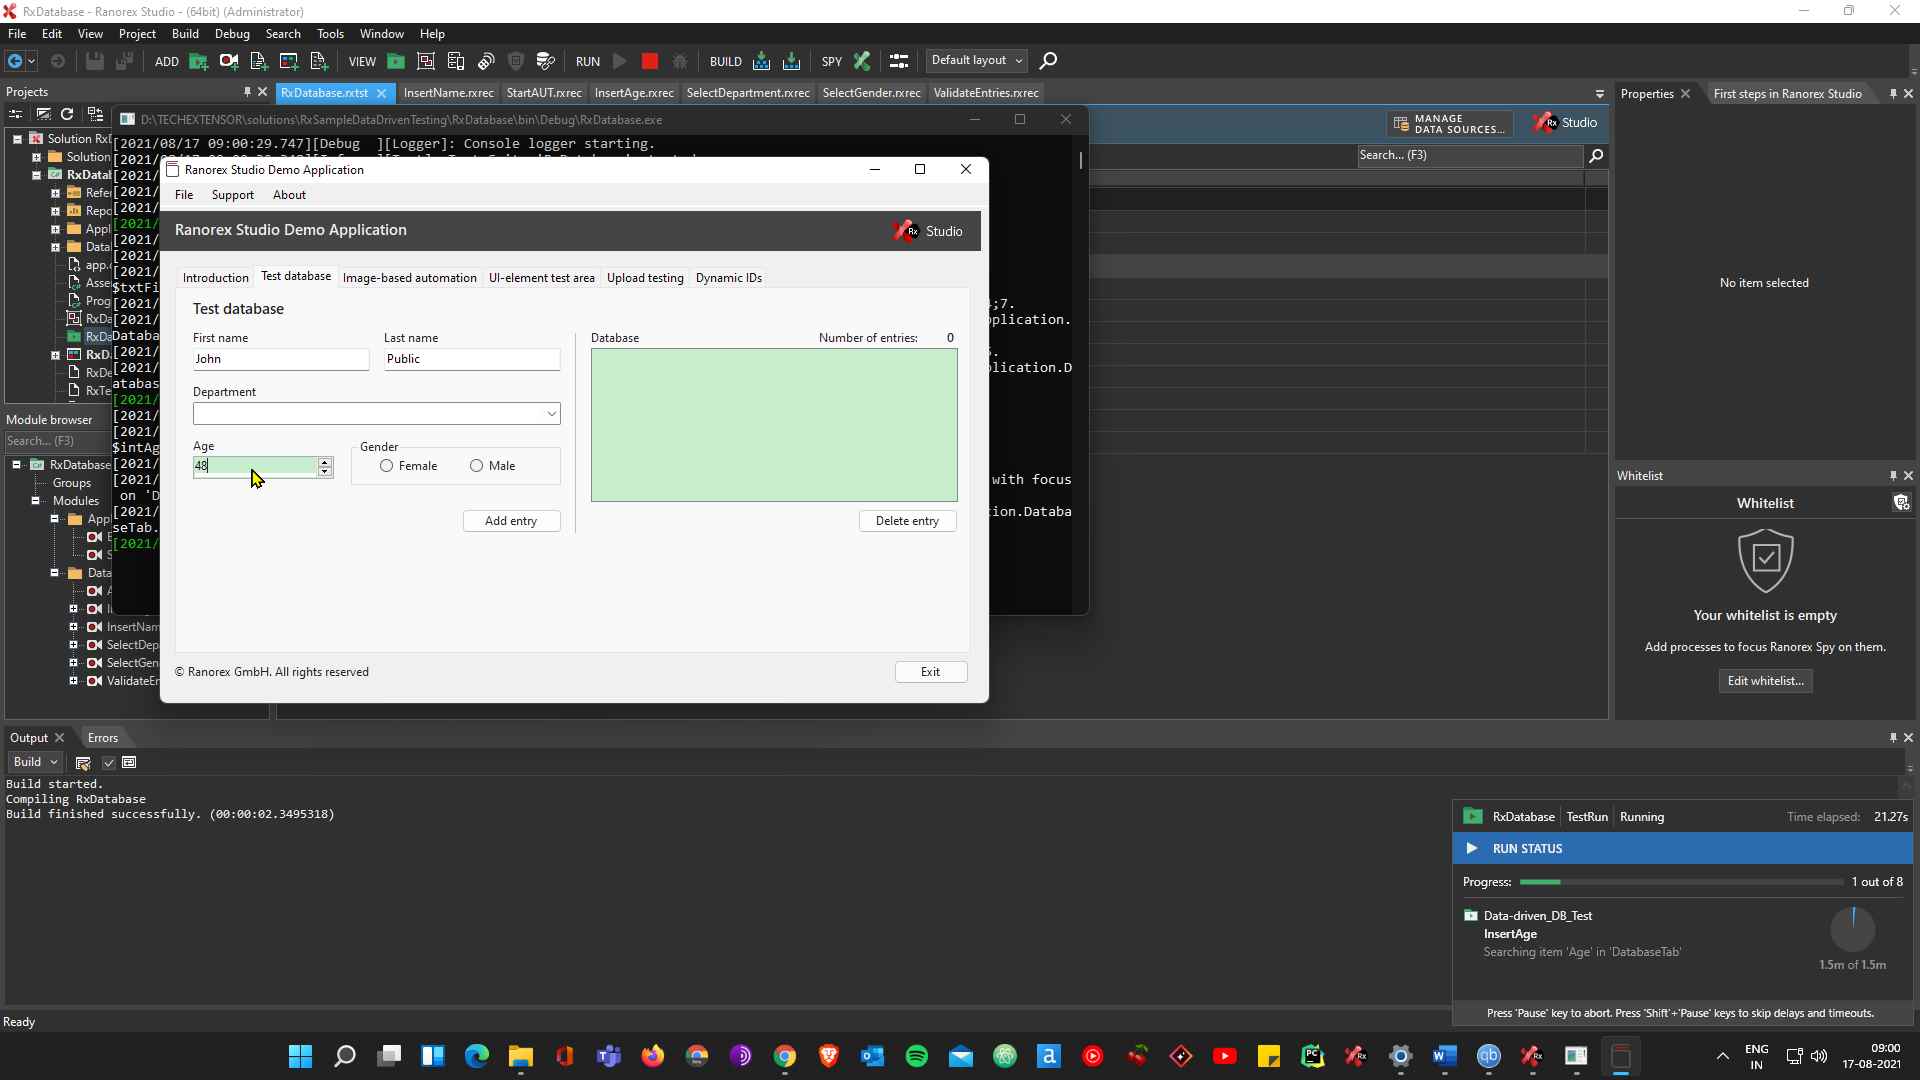 RxDatabase - Ranorex Studio - (64bit) (Administrator)
File Edit View Project Build Debug Search Tools Window Help
ADD VIEW RUN BUILD SPY Default layout
Projects
RxDatabase.rxtst InsertName.rxrec StartAUT.rxrec InsertAge.rxrec SelectDepartment.rxrec SelectGender.rxrec ValidateEntries.rxrec
Properties First steps in Ranorex Studio
D:\TECHEXTENSOR\solutions\RxSampleDataDrivenTesting\RxDatabase\bin\Debug\RxDatabase.exe
MANAGE
DATA SOURCES...
Rx Studio
Solution RxD
[2021/08/17 09:00:29.747][Debug ][Logger]: Console logger starting.
Search... (F3)
Solution
RxDatab
Refer
Repo
Appl
Data
app.c
Asse
Prog
RxDa
RxDa
RxD
RxDe
RxTe
Ranorex Studio Demo Application
File Support About
Ranorex Studio Demo Application
Rx Studio
Introduction Test database Image-based automation UI-element test area Upload testing Dynamic IDs
Test database
First name Last name
John Public
Department
Age
48
Gender
Female Male
Add entry
Database Number of entries: 0
Delete entry
© Ranorex GmbH. All rights reserved
Exit
$txtFi
Databa
atabas
$intAg
on 'D
seTab.
;7.
plication.
lication.D
with focus
ion.Databa
No item selected
Module browser
Search... (F3)
RxDatabase
Groups
Modules
Appl
Data
InsertNam
SelectDep
SelectGen
ValidateEn
Whitelist
Whitelist
Your whitelist is empty
Add processes to focus Ranorex Spy on them.
Edit whitelist...
Output Errors
Build
Build started.
Compiling RxDatabase
Build finished successfully. (00:00:02.3495318)
RxDatabase TestRun Running Time elapsed: 21.27s
RUN STATUS
Progress: 1 out of 8
Data-driven_DB_Test
InsertAge
Searching item 'Age' in 'DatabaseTab'
1.5m of 1.5m
Press 'Pause' key to abort. Press 'Shift'+'Pause' keys to skip delays and timeouts.
Ready
ENG
IN
09:00
17-08-2021